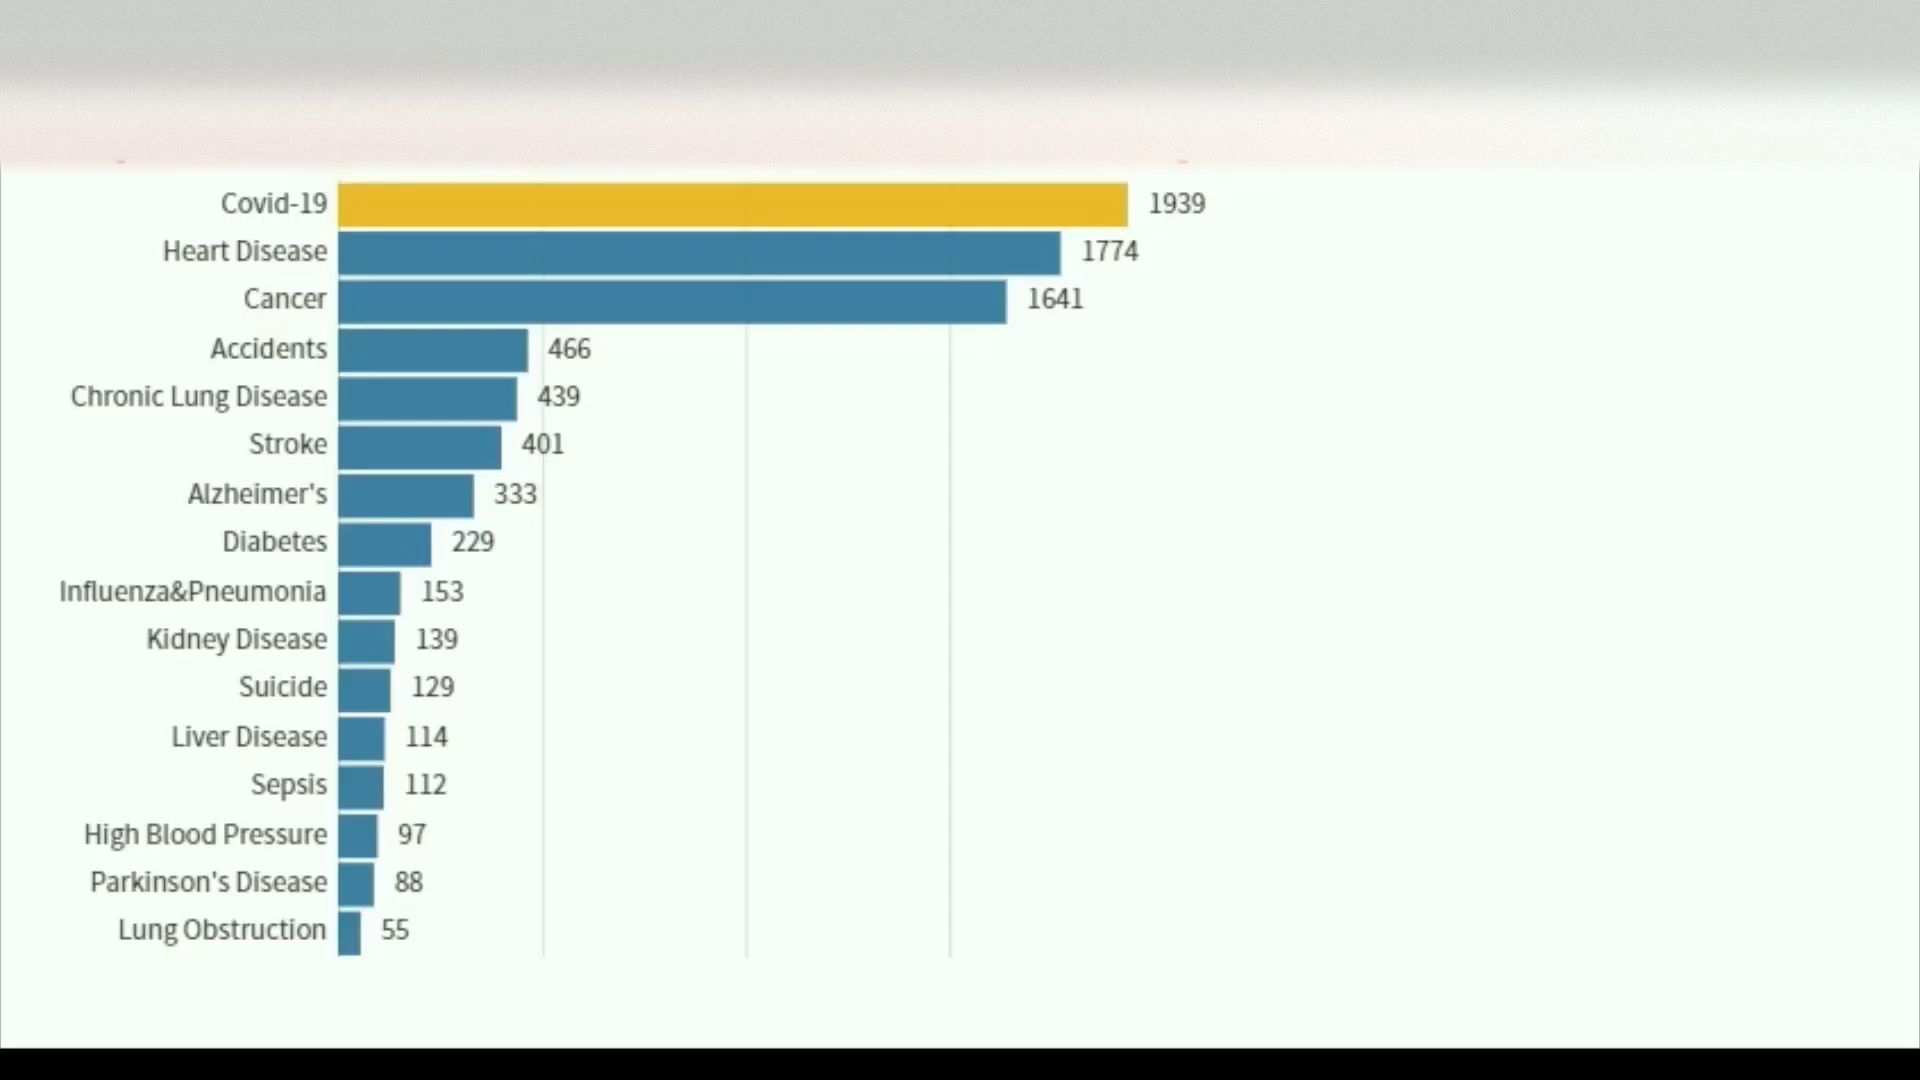 Covid-19 1939
Heart Disease 1774
Cancer 1641
Accidents 466
Chronic Lung Disease 439
Stroke 401
Alzheimer's 333
Diabetes 229
Influenza&Pneumonia 153
Kidney Disease 139
Suicide 129
Liver Disease 114
Sepsis 112
High Blood Pressure 97
Parkinson's Disease 88
Lung Obstruction 55